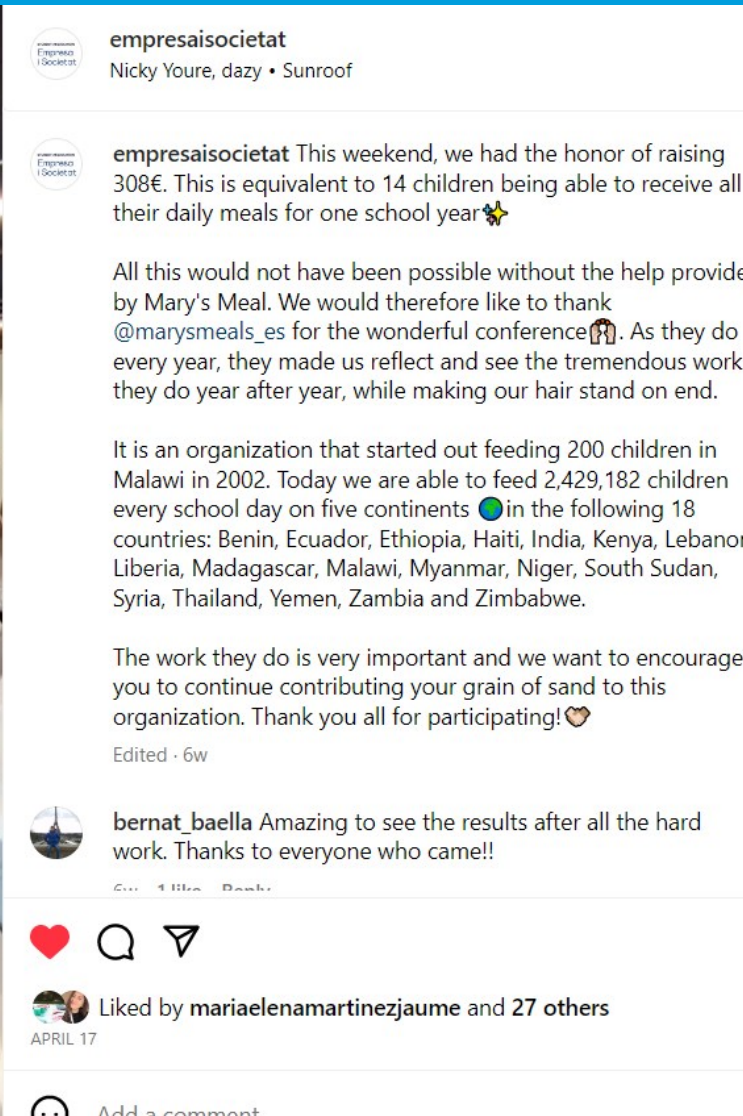 empresaisocietat
Nicky Youre, dazy • Sunroof
Empresa
i Societat
empresaisocietat This weekend, we had the honor of raising
308€. This is equivalent to 14 children being able to receive all
their daily meals for one school year✨
All this would not have been possible without the help provide
by Mary's Meal. We would therefore like to thank
@marysmeals_es for the wonderful conference🙌🏼. As they do
every year, they made us reflect and see the tremendous work
they do year after year, while making our hair stand on end.
It is an organization that started out feeding 200 children in
Malawi in 2002. Today we are able to feed 2,429,182 children
every school day on five continents 🌍in the following 18
countries: Benin, Ecuador, Ethiopia, Haiti, India, Kenya, Lebanon
Liberia, Madagascar, Malawi, Myanmar, Niger, South Sudan,
Syria, Thailand, Yemen, Zambia and Zimbabwe.
The work they do is very important and we want to encourage
you to continue contributing your grain of sand to this
organization. Thank you all for participating!🤝🏼
Edited · 6w
bernat_baella Amazing to see the results after all the hard
work. Thanks to everyone who came!!
6w 1 like Reply
Liked by mariaelenamartinezjaume and 27 others
APRIL 17
Add a comment